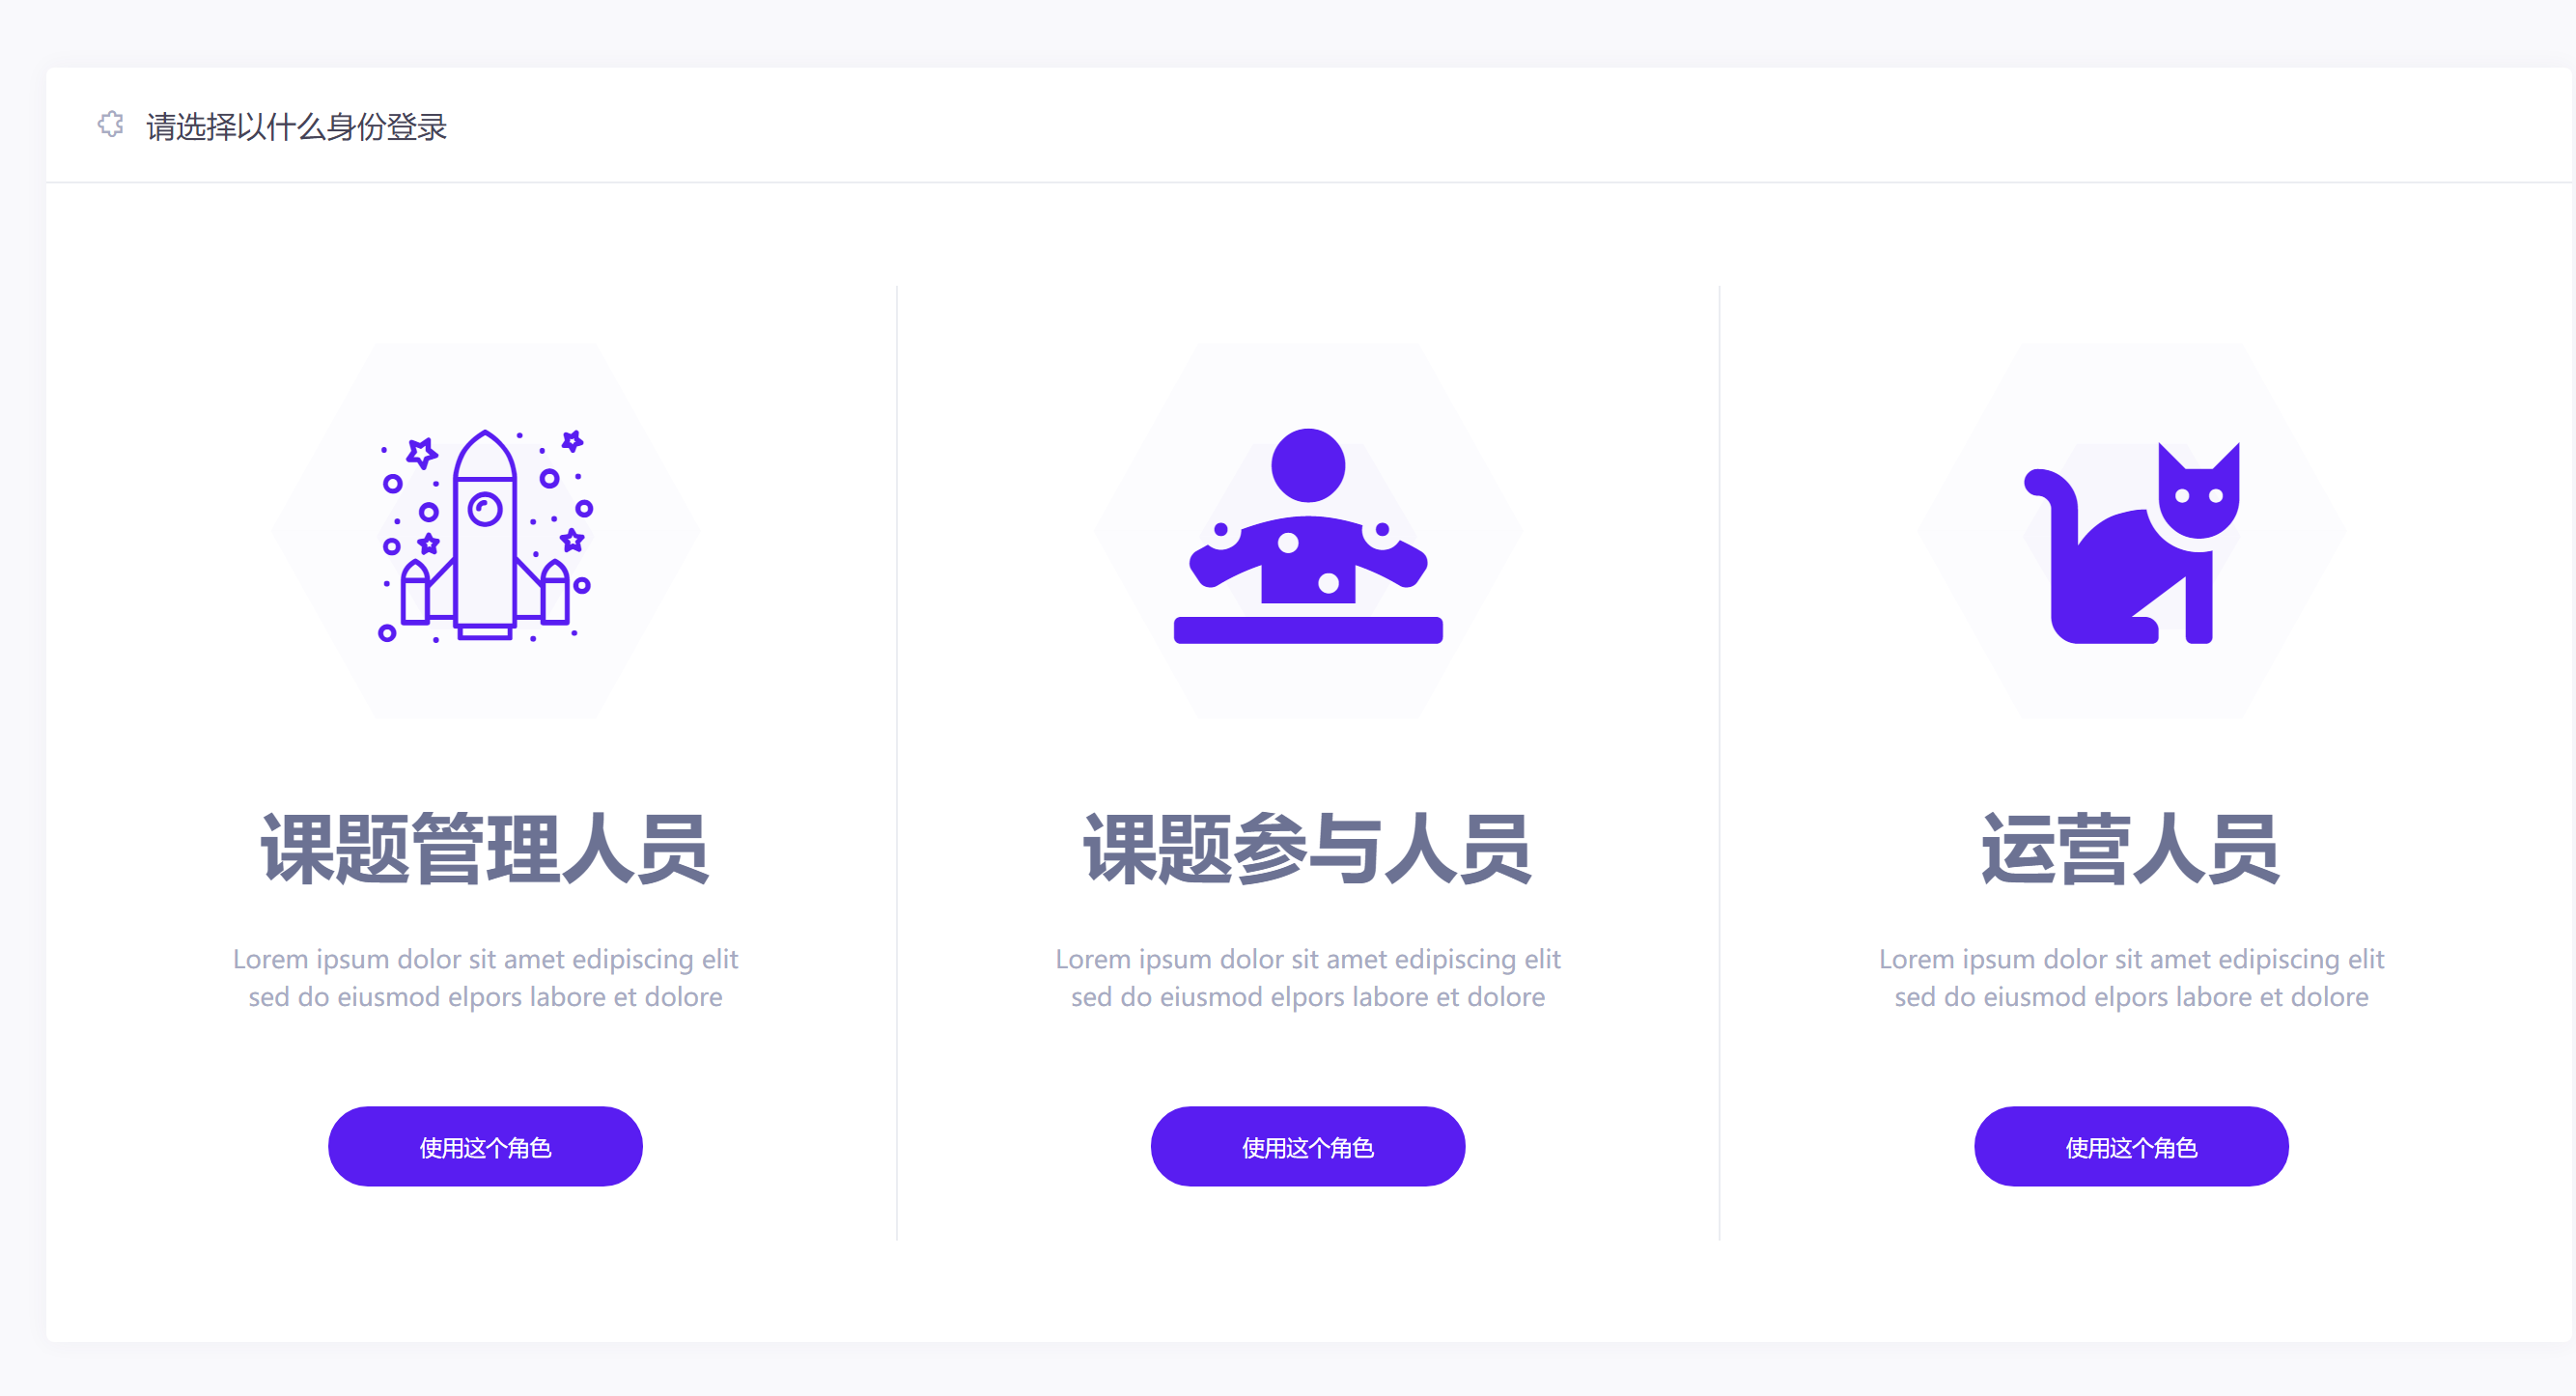 请选择以什么身份登录
课题管理人员
Lorem ipsum dolor sit amet edipiscing elit
sed do eiusmod elpors labore et dolore
使用这个角色
课题参与人员
Lorem ipsum dolor sit amet edipiscing elit
sed do eiusmod elpors labore et dolore
使用这个角色
运营人员
Lorem ipsum dolor sit amet edipiscing elit
sed do eiusmod elpors labore et dolore
使用这个角色